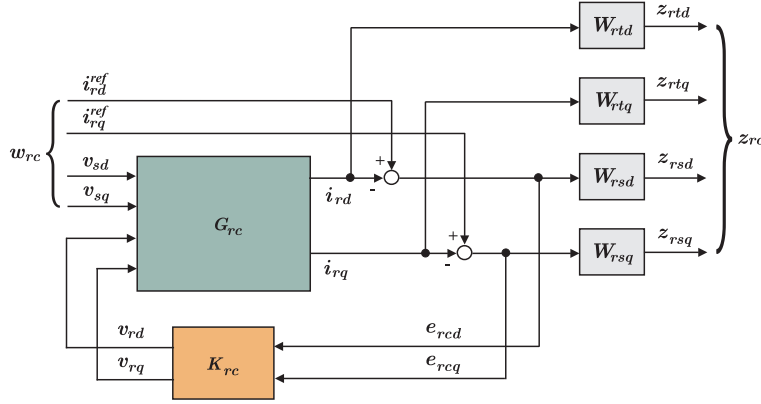 W_rtd z_rtd
i_rd^ref W_rtq z_rtq
i_rq^ref
w_rc z_rc
v_sd + W_rsd z_rsd
v_sq -
i_rd
G_rc + W_rsq z_rsq
i_rq -
v_rd e_rcd
K_rc
v_rq e_rcq